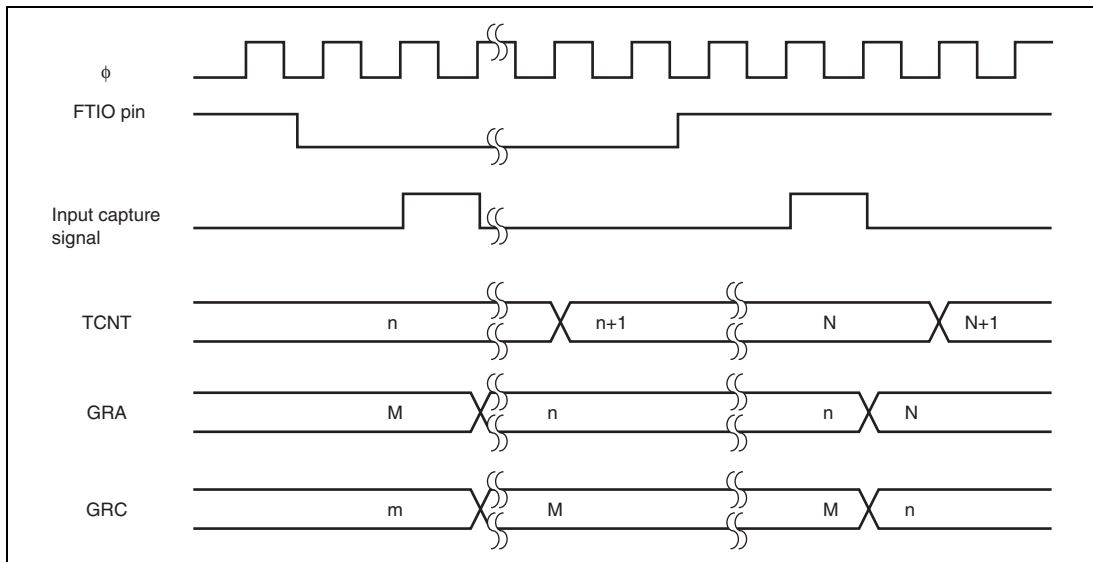 ϕ
FTIO pin
Input capture
signal
TCNT
n
n+1
N
N+1
GRA
M
n
n
N
GRC
m
M
M
n